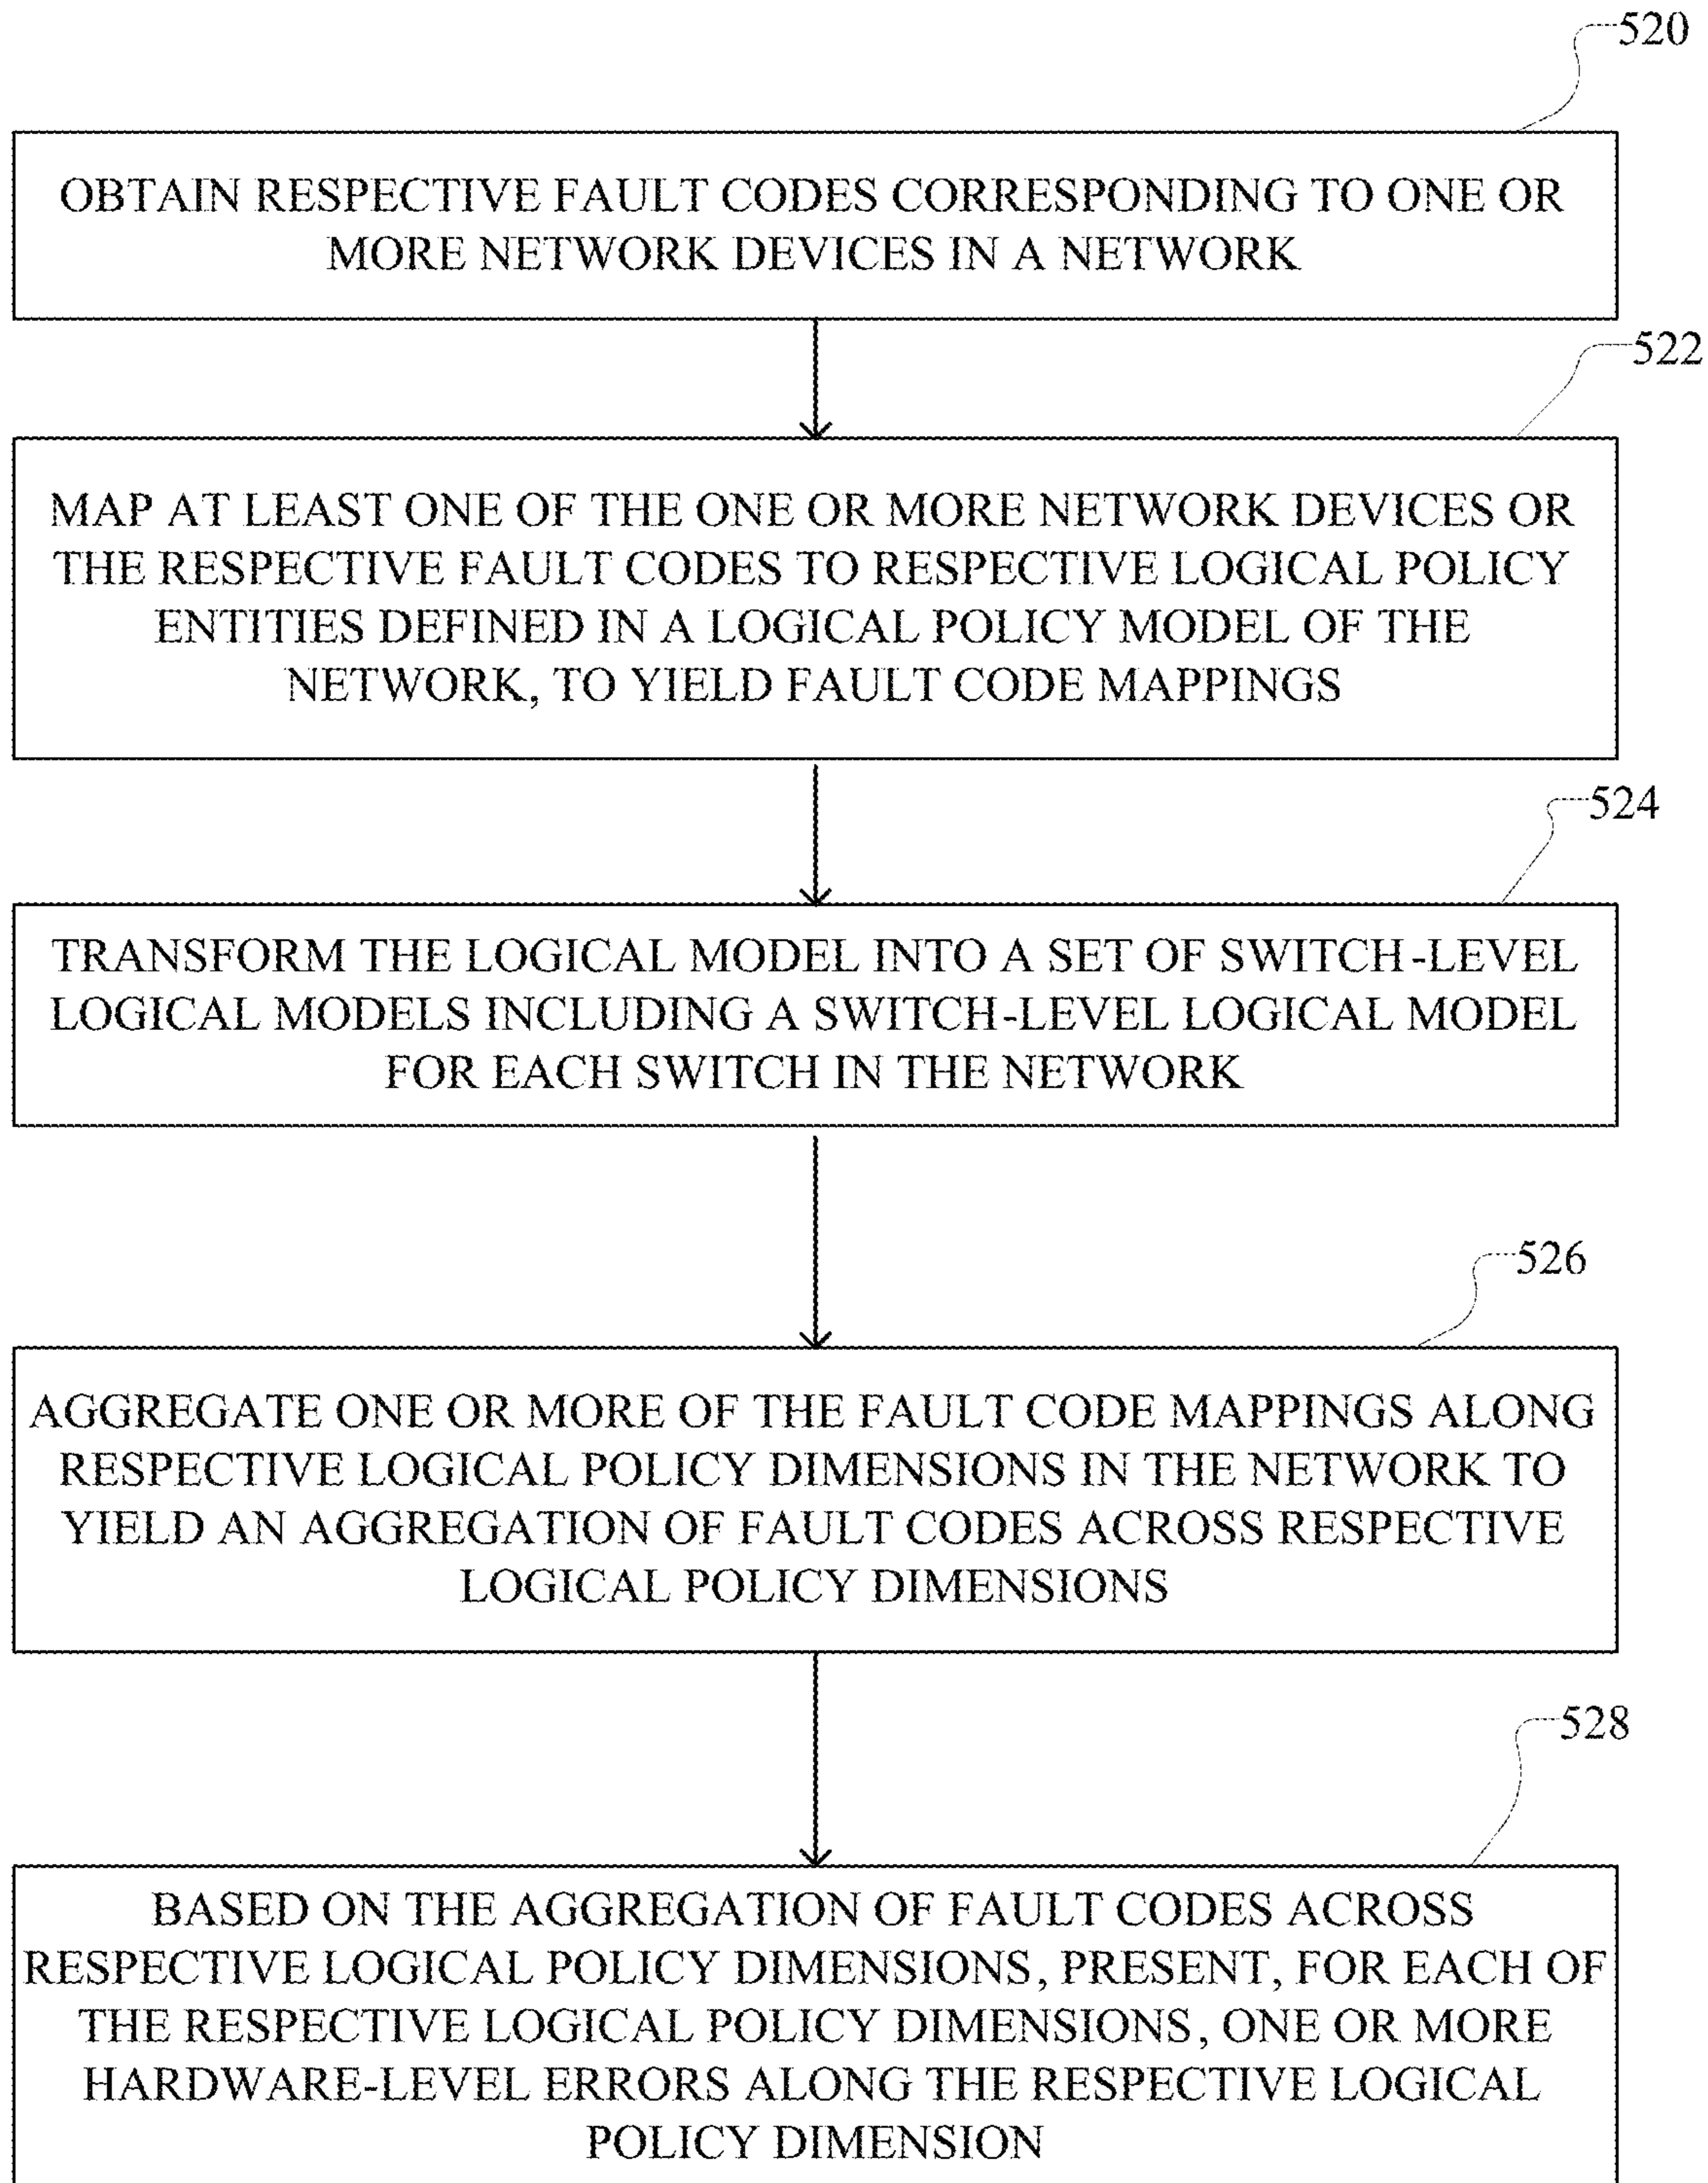 520
OBTAIN RESPECTIVE FAULT CODES CORRESPONDING TO ONE OR
MORE NETWORK DEVICES IN A NETWORK
522
MAP AT LEAST ONE OF THE ONE OR MORE NETWORK DEVICES OR
THE RESPECTIVE FAULT CODES TO RESPECTIVE LOGICAL POLICY
ENTITIES DEFINED IN A LOGICAL POLICY MODEL OF THE
NETWORK, TO YIELD FAULT CODE MAPPINGS
524
TRANSFORM THE LOGICAL MODEL INTO A SET OF SWITCH-LEVEL
LOGICAL MODELS INCLUDING A SWITCH-LEVEL LOGICAL MODEL
FOR EACH SWITCH IN THE NETWORK
526
AGGREGATE ONE OR MORE OF THE FAULT CODE MAPPINGS ALONG
RESPECTIVE LOGICAL POLICY DIMENSIONS IN THE NETWORK TO
YIELD AN AGGREGATION OF FAULT CODES ACROSS RESPECTIVE
LOGICAL POLICY DIMENSIONS
528
BASED ON THE AGGREGATION OF FAULT CODES ACROSS
RESPECTIVE LOGICAL POLICY DIMENSIONS, PRESENT, FOR EACH OF
THE RESPECTIVE LOGICAL POLICY DIMENSIONS, ONE OR MORE
HARDWARE-LEVEL ERRORS ALONG THE RESPECTIVE LOGICAL
POLICY DIMENSION